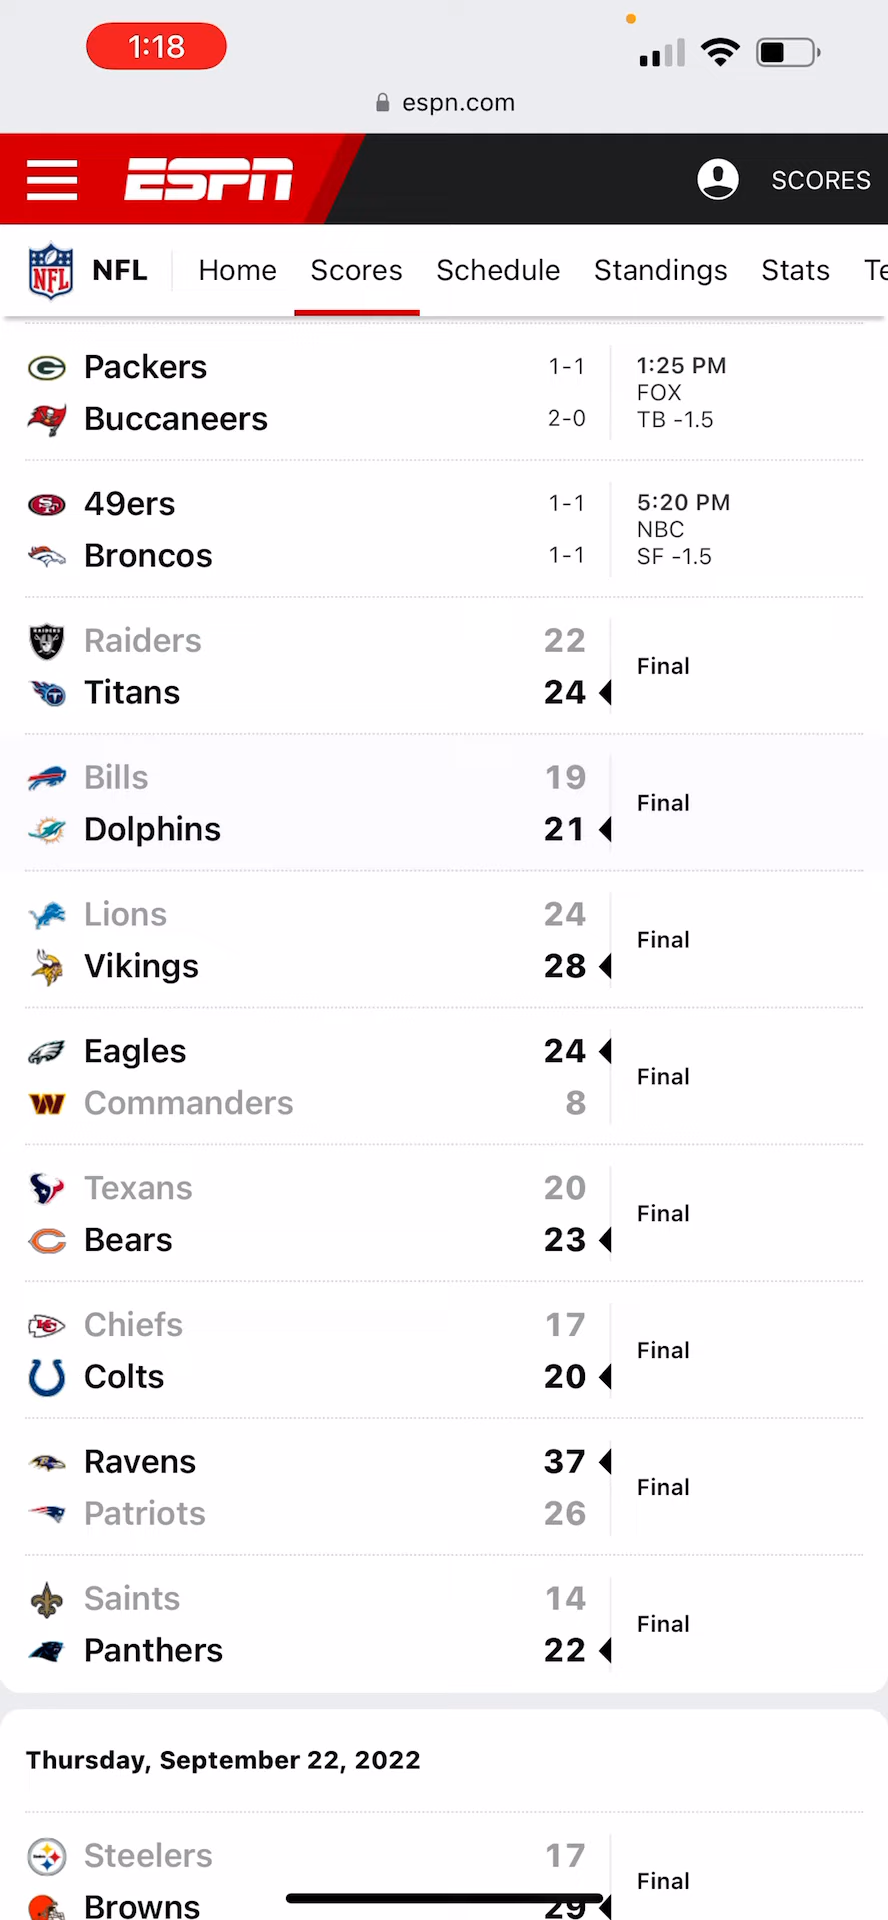 1:18
espn.com
ESPN
SCORES
NFL Home Scores Schedule Standings Stats Te
Packers 1-1 1:25 PM
FOX
Buccaneers 2-0 TB -1.5
49ers 1-1 5:20 PM
NBC
Broncos 1-1 SF -1.5
Raiders 22
Final
Titans 24
Bills 19
Final
Dolphins 21
Lions 24
Final
Vikings 28
Eagles 24
Final
Commanders 8
Texans 20
Final
Bears 23
Chiefs 17
Final
Colts 20
Ravens 37
Final
Patriots 26
Saints 14
Final
Panthers 22
Thursday, September 22, 2022
Steelers 17
Final
Browns 29